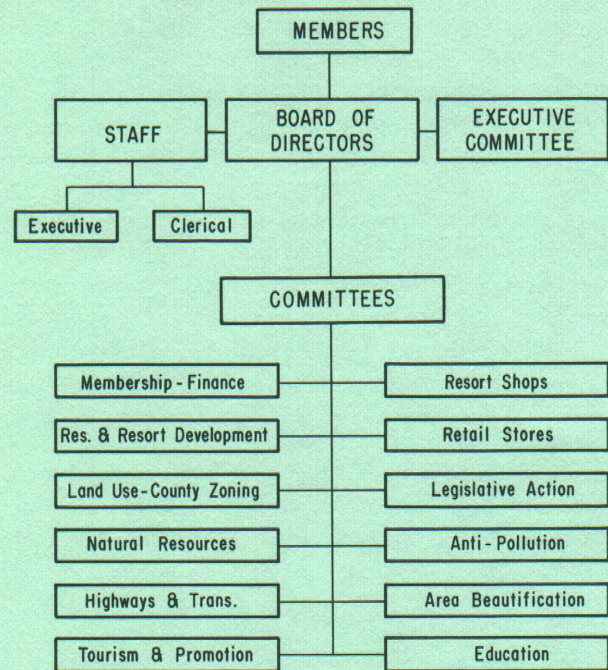 MEMBERS
STAFF
BOARD OF
DIRECTORS
EXECUTIVE
COMMITTEE
Executive
Clerical
COMMITTEES
Membership-Finance
Resort Shops
Res. & Resort Development
Retail Stores
Land Use-County Zoning
Legislative Action
Natural Resources
Anti-Pollution
Highways & Trans.
Area Beautification
Tourism & Promotion
Education